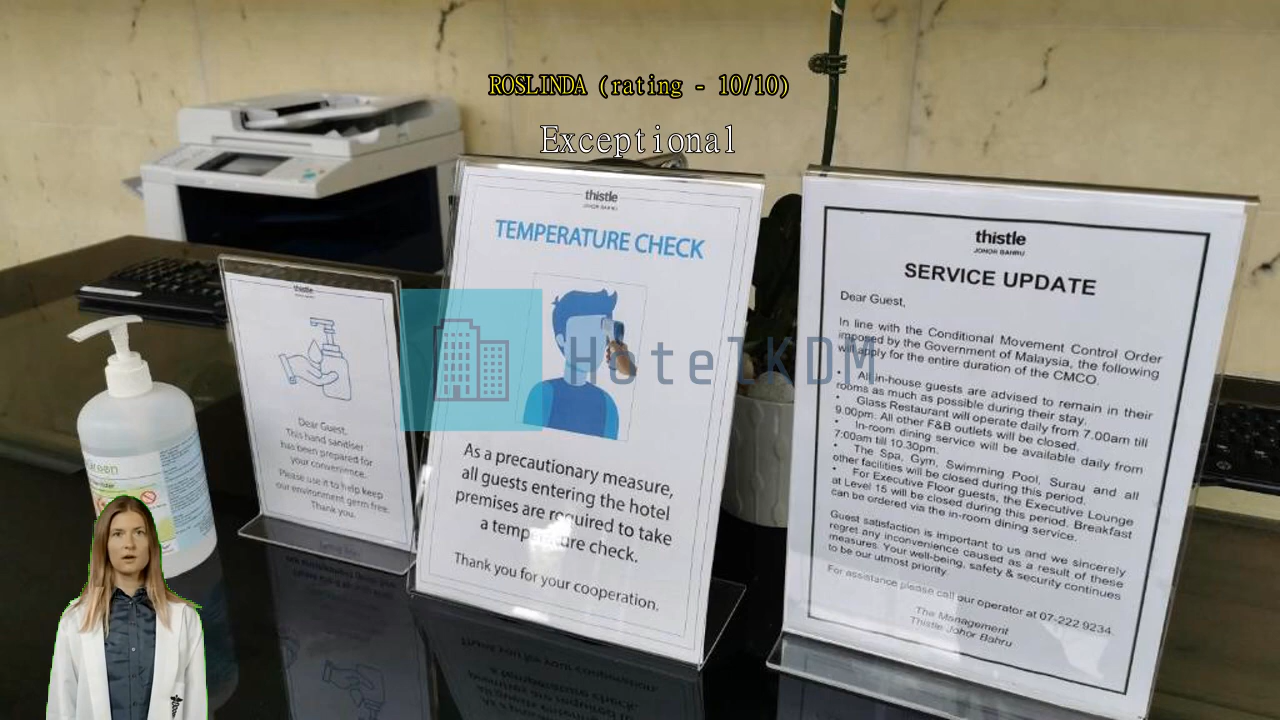 ROSLINDA (rating - 10/10)
Exceptional
thistle
JOHOR BAHRU
Dear Guest,
This hand sanitiser
has been prepared for
your convenience.
Please use it to help keep
our environment germ free.
Thank you.
thistle
JOHOR BAHRU
TEMPERATURE CHECK
As a precautionary measure,
all guests entering the hotel
premises are required to take
a temperature check.
Thank you for your cooperation.
HotelKDM
thistle
JOHOR BAHRU
SERVICE UPDATE
Dear Guest,
In line with the Conditional Movement Control Order
imposed by the Government of Malaysia, the following
will apply for the entire duration of the CMCO.
• All in-house guests are advised to remain in their
rooms as much as possible during their stay.
• Glass Restaurant will operate daily from 7.00am till
9.00pm. All other F&B outlets will be closed.
• In-room dining service will be available daily from
7:00am till 10.30pm.
• The Spa, Gym, Swimming Pool, Surau and all
other facilities will be closed during this period.
• For Executive Floor guests, the Executive Lounge
at Level 15 will be closed during this period. Breakfast
can be ordered via the in-room dining service.
Guest satisfaction is important to us and we sincerely
regret any inconvenience caused as a result of these
measures. Your well-being, safety & security continues
to be our utmost priority.
For assistance please call our operator at 07-222 9234.
The Management
Thistle Johor Bahru